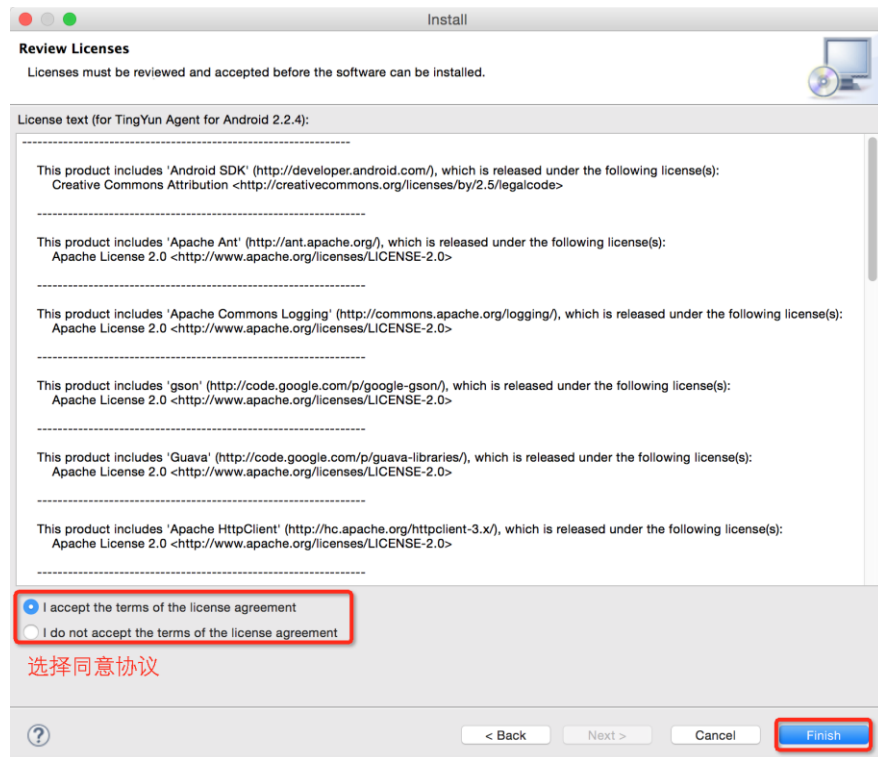 Install
Review Licenses
Licenses must be reviewed and accepted before the software can be installed.
License text (for TingYun Agent for Android 2.2.4):
----------------------------------------------------------------
This product includes 'Android SDK' (http://developer.android.com/), which is released under the following license(s):
Creative Commons Attribution <http://creativecommons.org/licenses/by/2.5/legalcode>
----------------------------------------------------------------
This product includes 'Apache Ant' (http://ant.apache.org/), which is released under the following license(s):
Apache License 2.0 <http://www.apache.org/licenses/LICENSE-2.0>
----------------------------------------------------------------
This product includes 'Apache Commons Logging' (http://commons.apache.org/logging/), which is released under the following license(s):
Apache License 2.0 <http://www.apache.org/licenses/LICENSE-2.0>
----------------------------------------------------------------
This product includes 'gson' (http://code.google.com/p/google-gson/), which is released under the following license(s):
Apache License 2.0 <http://www.apache.org/licenses/LICENSE-2.0>
----------------------------------------------------------------
This product includes 'Guava' (http://code.google.com/p/guava-libraries/), which is released under the following license(s):
Apache License 2.0 <http://www.apache.org/licenses/LICENSE-2.0>
----------------------------------------------------------------
This product includes 'Apache HttpClient' (http://hc.apache.org/httpclient-3.x/), which is released under the following license(s):
Apache License 2.0 <http://www.apache.org/licenses/LICENSE-2.0>
----------------------------------------------------------------
I accept the terms of the license agreement
I do not accept the terms of the license agreement
选择同意协议
? < Back Next > Cancel Finish